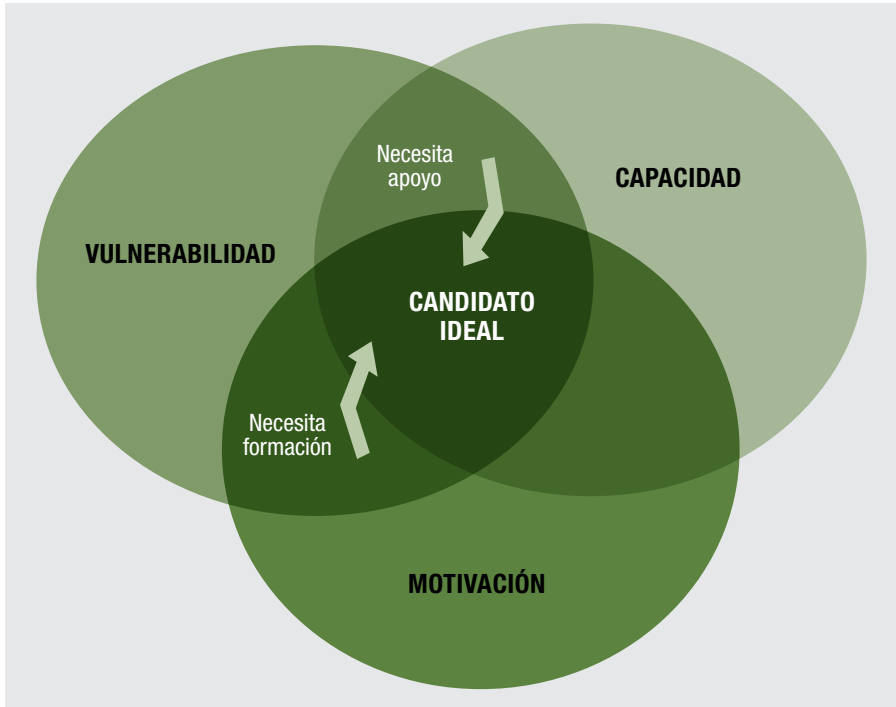 Necesita
apoyo
CAPACIDAD
VULNERABILIDAD
CANDIDATO
IDEAL
Necesita
formación
MOTIVACIÓN